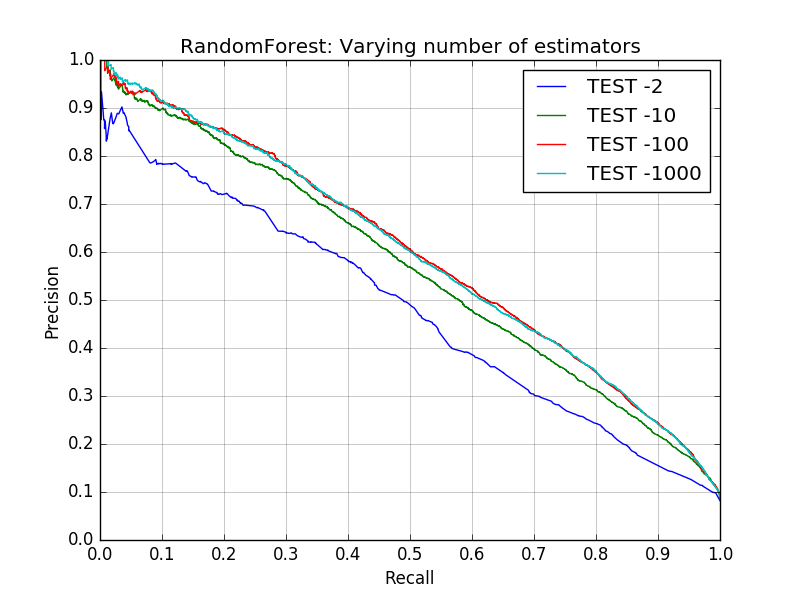 RandomForest: Varying number of estimators
TEST -2
TEST -10
TEST -100
TEST -1000
Precision
1.0
0.9
0.8
0.7
0.6
0.5
0.4
0.3
0.2
0.1
0.0
0.0 0.1 0.2 0.3 0.4 0.5 0.6 0.7 0.8 0.9 1.0
Recall